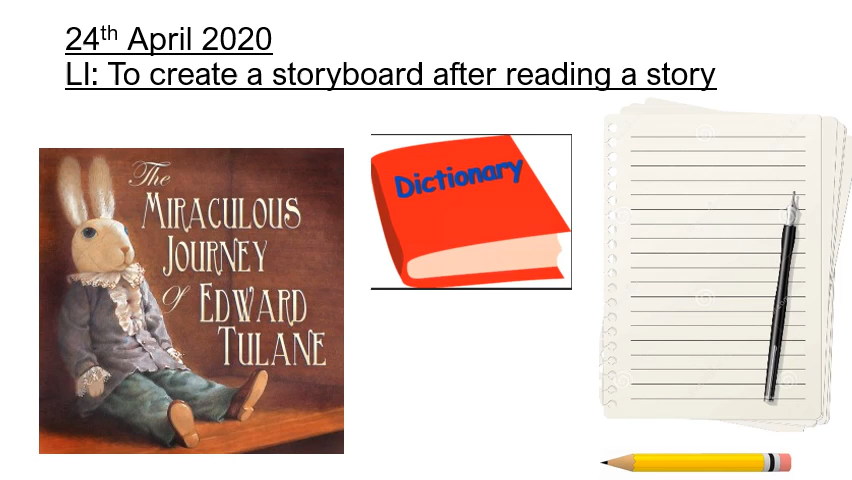 24th April 2020
LI: To create a storyboard after reading a story
The
MIRACULOUS
JOURNEY
of EDWARD
TULANE
Dictionary